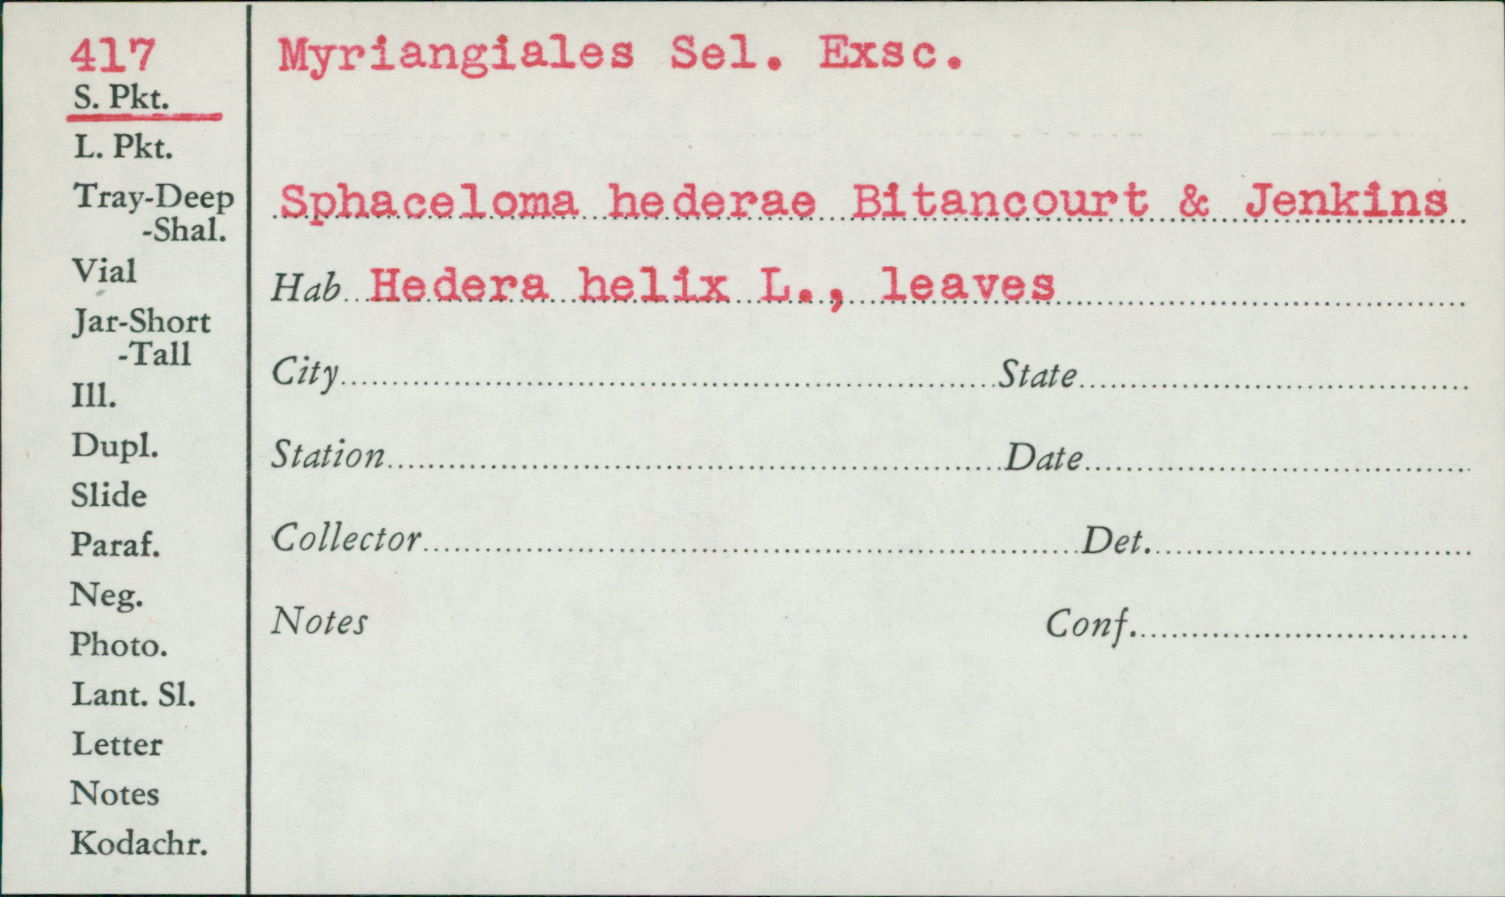 417
S. Pkt.
L. Pkt.
Tray-Deep
-Shal.
Vial
Jar-Short
-Tall
Ill.
Dupl.
Slide
Paraf.
Neg.
Photo.
Lant. Sl.
Letter
Notes
Kodachr.
Myriangiales Sel. Exsc.
Sphaceloma hederae Bitancourt & Jenkins
Hab Hedera helix L., leaves
City State
Station Date
Collector Det.
Notes Conf.